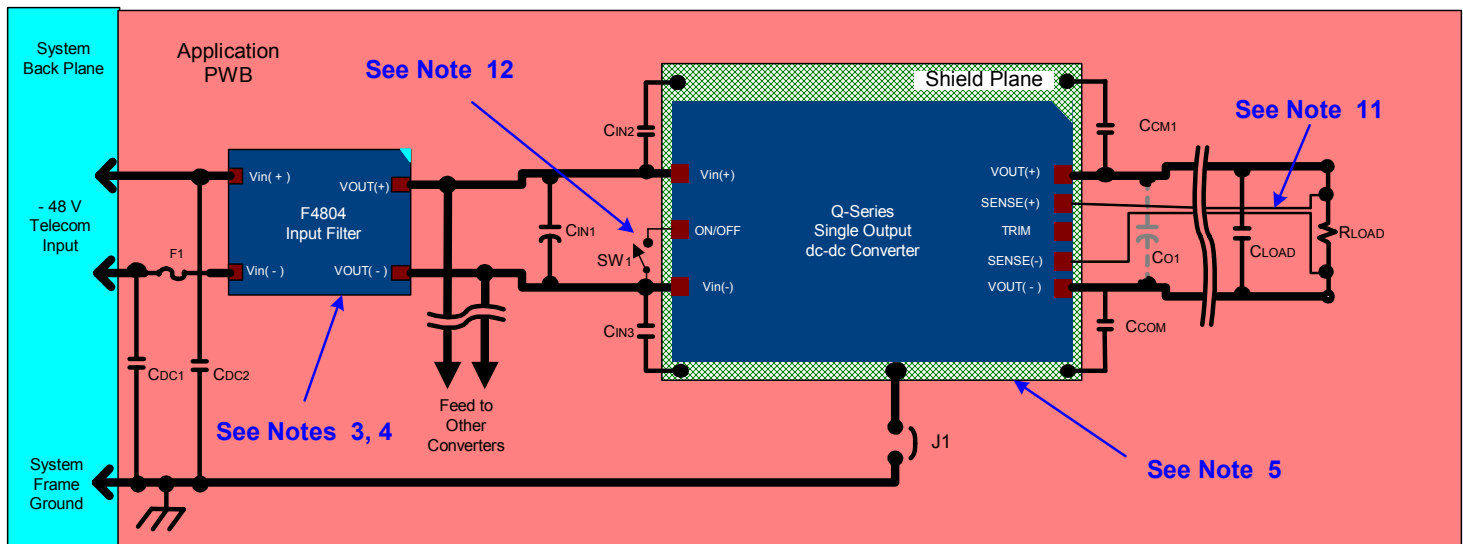 System
Back Plane
Application
PWB
See Note 12
Shield Plane
CIN2
CCM1
See Note 11
Vin( + )
VOUT(+)
F4804
Input Filter
Vin( - )
VOUT( - )
- 48 V
Telecom
Input
F1
CIN1
SW1
Vin(+)
ON/OFF
Vin(-)
Q-Series
Single Output
dc-dc Converter
VOUT(+)
SENSE(+)
TRIM
SENSE(-)
VOUT( - )
CO1
CLOAD
RLOAD
CIN3
CCOM
CDC1
CDC2
See Notes 3, 4
Feed to
Other
Converters
J1
See Note 5
System
Frame
Ground